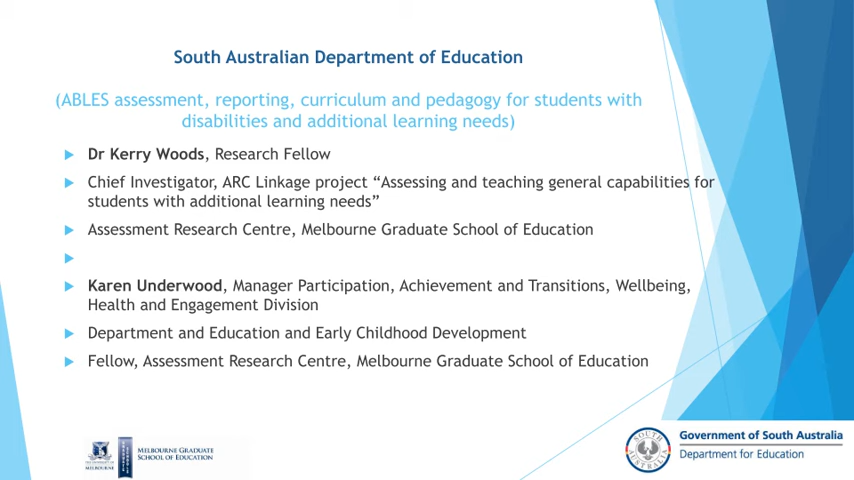 South Australian Department of Education
(ABLES assessment, reporting, curriculum and pedagogy for students with
disabilities and additional learning needs)
Dr Kerry Woods, Research Fellow
Chief Investigator, ARC Linkage project “Assessing and teaching general capabilities for
students with additional learning needs”
Assessment Research Centre, Melbourne Graduate School of Education
Karen Underwood, Manager Participation, Achievement and Transitions, Wellbeing,
Health and Engagement Division
Department and Education and Early Childhood Development
Fellow, Assessment Research Centre, Melbourne Graduate School of Education
MELBOURNE
MELBOURNE GRADUATE
SCHOOL OF EDUCATION
SOUTH AUSTRALIA
Government of South Australia
Department for Education